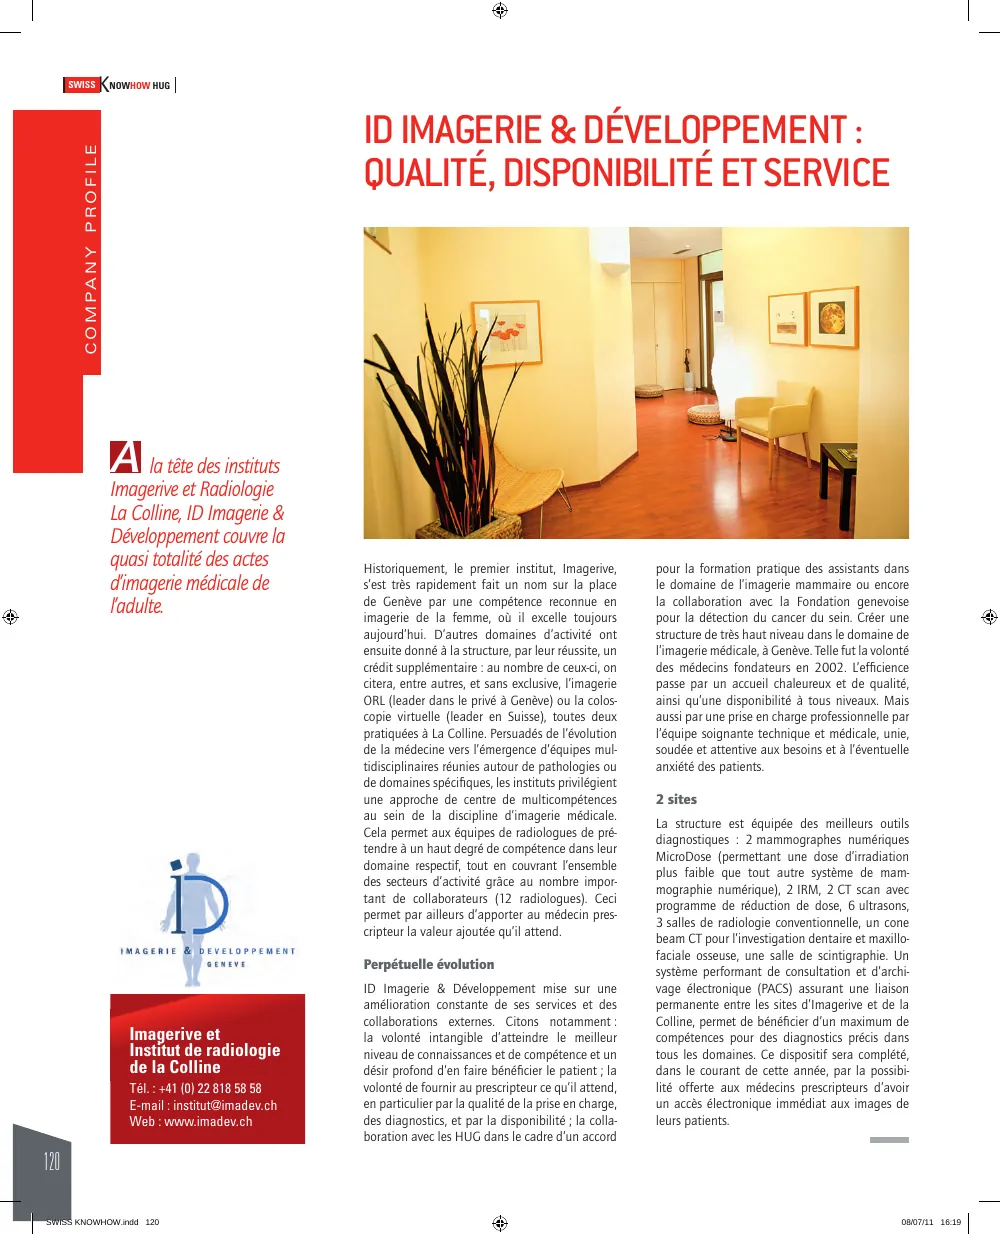 SWISS KNOWHOW HUG
COMPANY PROFILE
ID IMAGERIE & DÉVELOPPEMENT :
QUALITÉ, DISPONIBILITÉ ET SERVICE
A la tête des instituts
Imagerive et Radiologie
La Colline, ID Imagerie &
Développement couvre la
quasi totalité des actes
d’imagerie médicale de
l’adulte.
Historiquement, le premier institut, Imagerive,
s’est très rapidement fait un nom sur la place
de Genève par une compétence reconnue en
imagerie de la femme, où il excelle toujours
aujourd’hui. D’autres domaines d’activité ont
ensuite donné à la structure, par leur réussite, un
crédit supplémentaire : au nombre de ceux-ci, on
citera, entre autres, et sans exclusive, l’imagerie
ORL (leader dans le privé à Genève) ou la colos-
copie virtuelle (leader en Suisse), toutes deux
pratiquées à La Colline. Persuadés de l’évolution
de la médecine vers l’émergence d’équipes mul-
tidisciplinaires réunies autour de pathologies ou
de domaines spécifiques, les instituts privilégient
une approche de centre de multicompétences
au sein de la discipline d’imagerie médicale.
Cela permet aux équipes de radiologues de pré-
tendre à un haut degré de compétence dans leur
domaine respectif, tout en couvrant l’ensemble
des secteurs d’activité grâce au nombre impor-
tant de collaborateurs (12 radiologues). Ceci
permet par ailleurs d’apporter au médecin pres-
cripteur la valeur ajoutée qu’il attend.
Perpétuelle évolution
ID Imagerie & Développement mise sur une
amélioration constante de ses services et des
collaborations externes. Citons notamment :
la volonté intangible d’atteindre le meilleur
niveau de connaissances et de compétence et un
désir profond d’en faire bénéficier le patient ; la
volonté de fournir au prescripteur ce qu’il attend,
en particulier par la qualité de la prise en charge,
des diagnostics, et par la disponibilité ; la colla-
boration avec les HUG dans le cadre d’un accord
pour la formation pratique des assistants dans
le domaine de l’imagerie mammaire ou encore
la collaboration avec la Fondation genevoise
pour la détection du cancer du sein. Créer une
structure de très haut niveau dans le domaine de
l’imagerie médicale, à Genève. Telle fut la volonté
des médecins fondateurs en 2002. L’efficience
passe par un accueil chaleureux et de qualité,
ainsi qu’une disponibilité à tous niveaux. Mais
aussi par une prise en charge professionnelle par
l’équipe soignante technique et médicale, unie,
soudée et attentive aux besoins et à l’éventuelle
anxiété des patients.
2 sites
La structure est équipée des meilleurs outils
diagnostiques : 2 mammographes numériques
MicroDose (permettant une dose d’irradiation
plus faible que tout autre système de mam-
mographie numérique), 2 IRM, 2 CT scan avec
programme de réduction de dose, 6 ultrasons,
3 salles de radiologie conventionnelle, un cone
beam CT pour l’investigation dentaire et maxillo-
faciale osseuse, une salle de scintigraphie. Un
système performant de consultation et d’archi-
vage électronique (PACS) assurant une liaison
permanente entre les sites d’Imagerive et de la
Colline, permet de bénéficier d’un maximum de
compétences pour des diagnostics précis dans
tous les domaines. Ce dispositif sera complété,
dans le courant de cette année, par la possibi-
lité offerte aux médecins prescripteurs d’avoir
un accès électronique immédiat aux images de
leurs patients.
iD
IMAGERIE & DEVELOPPEMENT
GENEVE
Imagerive et
Institut de radiologie
de la Colline
Tél. : +41 (0) 22 818 58 58
E-mail : institut@imadev.ch
Web : www.imadev.ch
120
SWISS KNOWHOW.indd 120
08/07/11 16:19